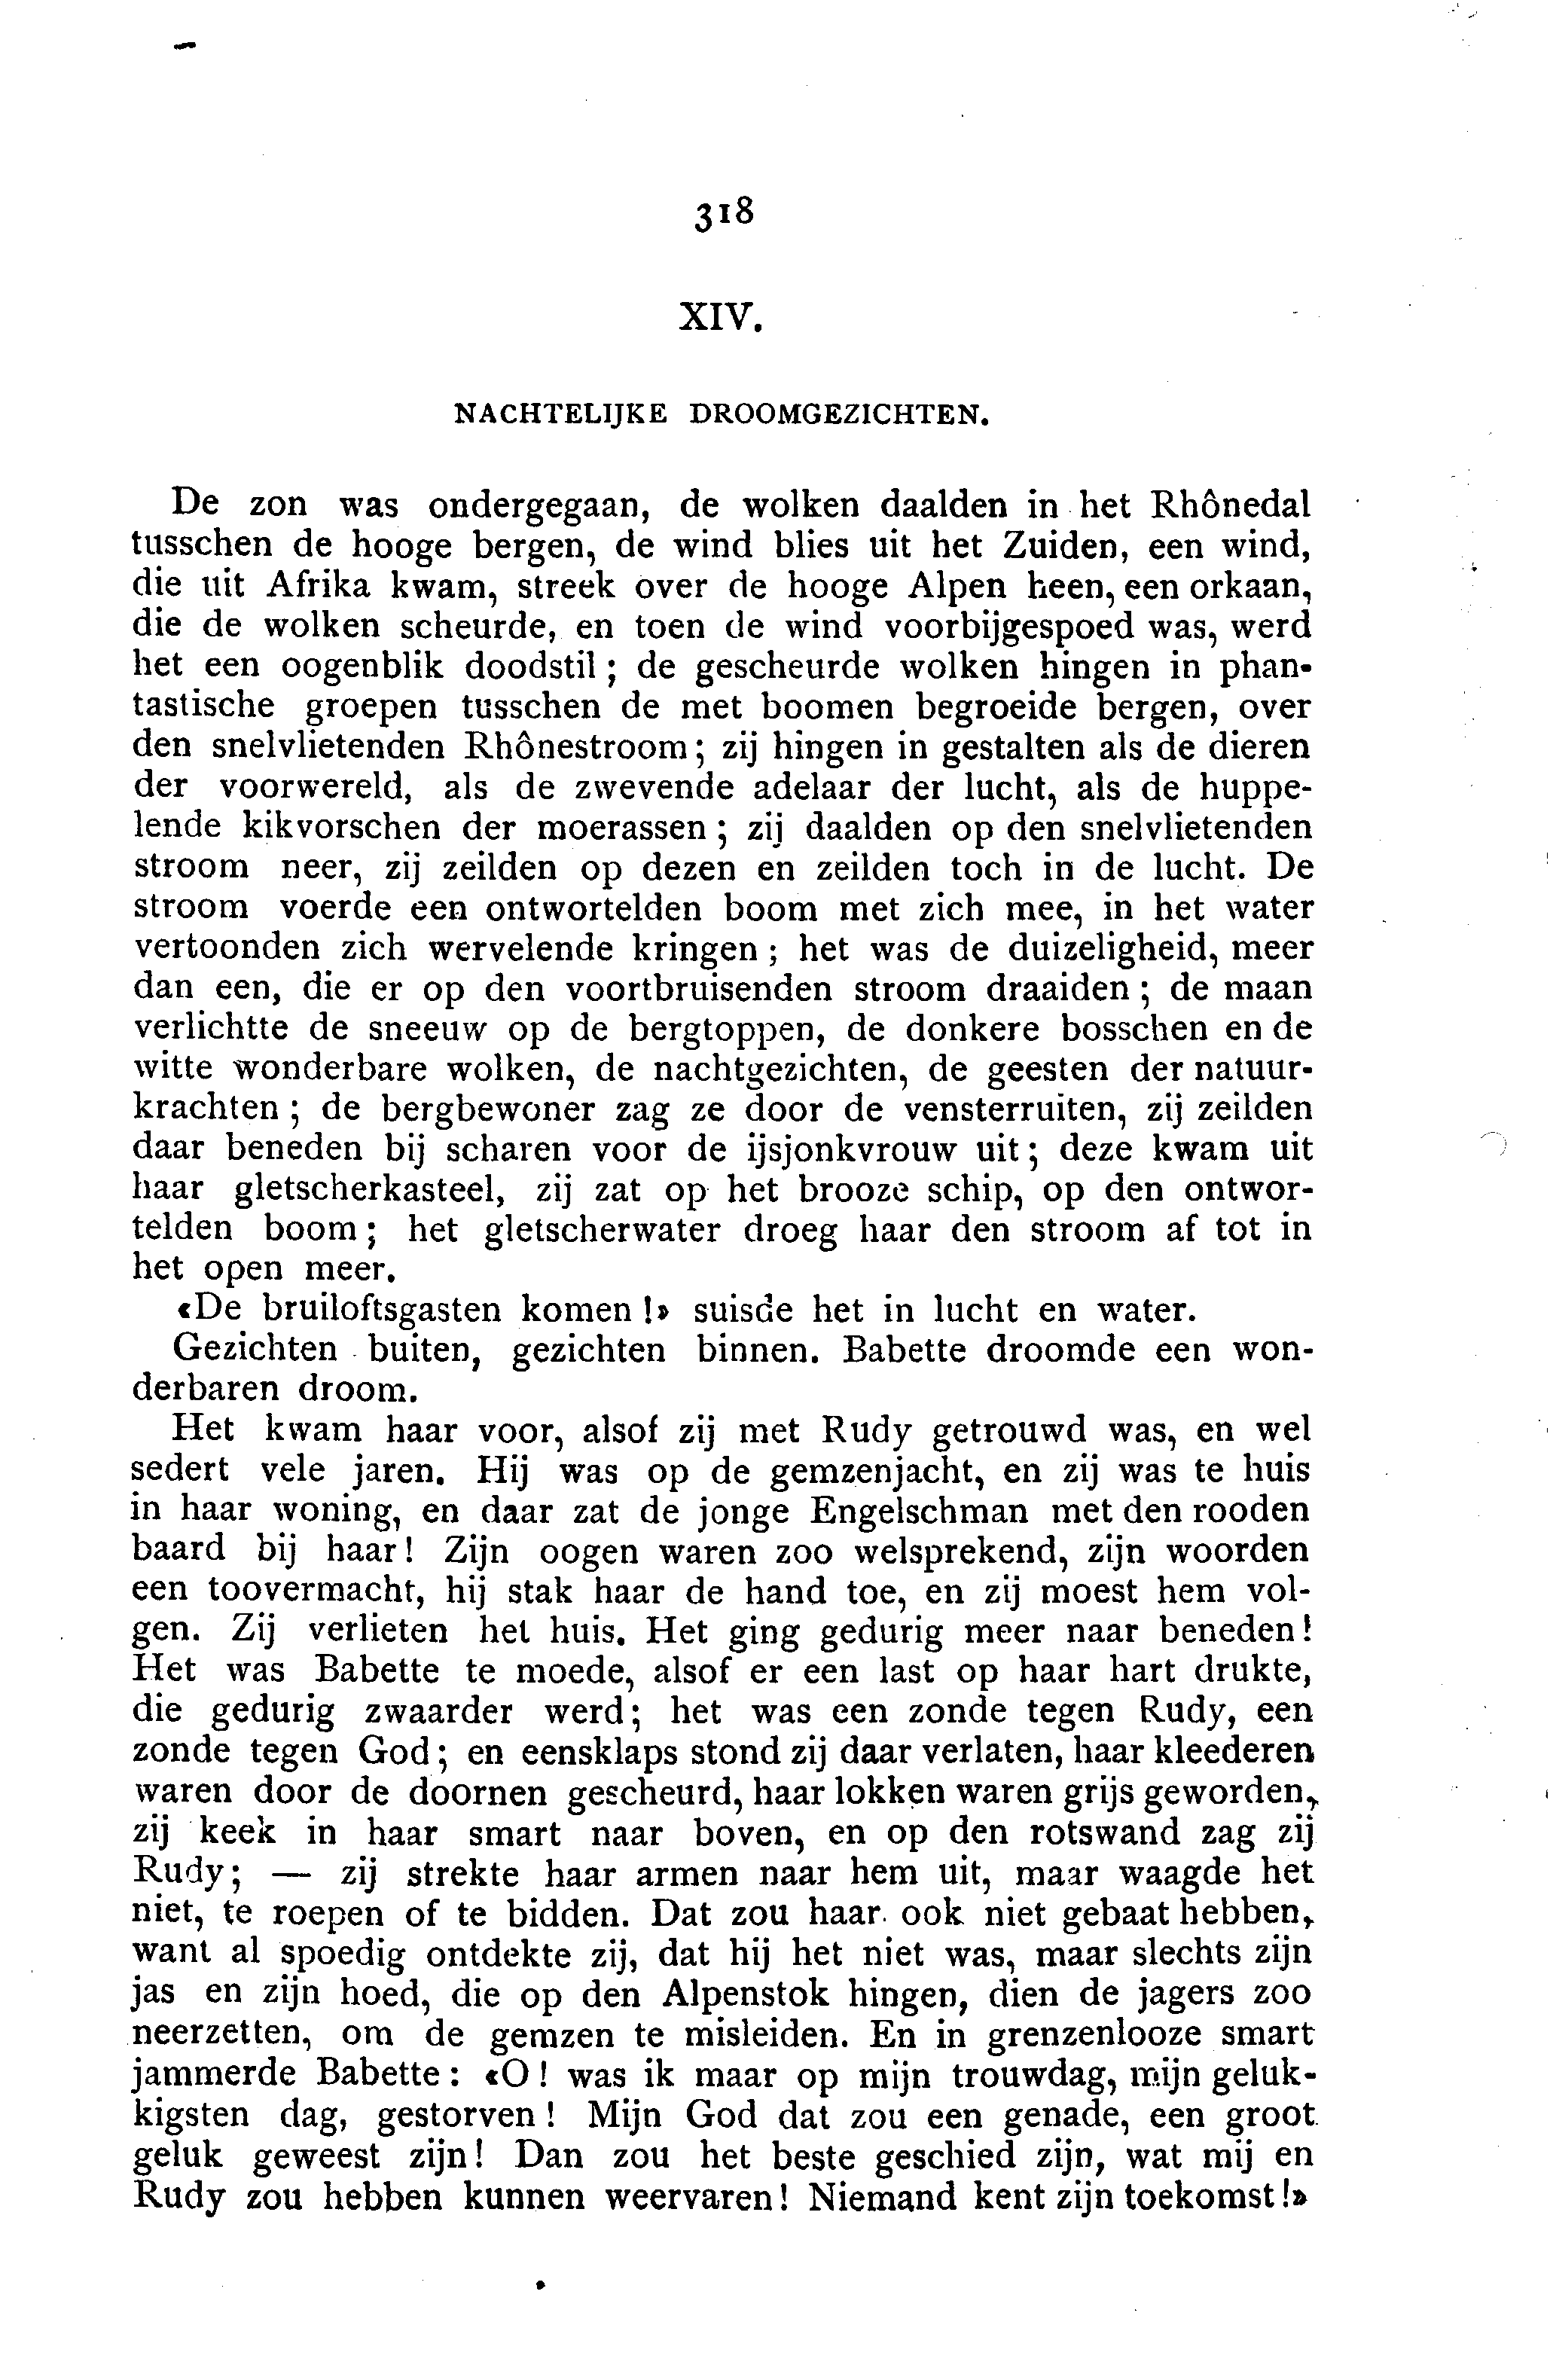 318
XIV.
NACHTELIJKE DROOMGEZICHTEN.
De zon was ondergegaan, de wolken daalden in het Rhônedal
tusschen de hooge bergen, de wind blies uit het Zuiden, een wind,
die uit Afrika kwam, streek over de hooge Alpen heen, een orkaan,
die de wolken scheurde, en toen de wind voorbijgespoed was, werd
het een oogenblik doodstil; de gescheurde wolken hingen in phan-
tastische groepen tusschen de met boomen begroeide bergen, over
den snelvlietenden Rhônestroom; zij hingen in gestalten als de dieren
der voorwereld, als de zwevende adelaar der lucht, als de huppe-
lende kikvorschen der moerassen; zij daalden op den snelvlietenden
stroom neer, zij zeilden op dezen en zeilden toch in de lucht. De
stroom voerde een ontwortelden boom met zich mee, in het water
vertoonden zich wervelende kringen; het was de duizeligheid, meer
dan een, die er op den voortbruisenden stroom draaiden; de maan
verlichtte de sneeuw op de bergtoppen, de donkere bosschen en de
witte wonderbare wolken, de nachtgezichten, de geesten der natuur-
krachten; de bergbewoner zag ze door de vensterruiten, zij zeilden
daar beneden bij scharen voor de ijsjonkvrouw uit; deze kwam uit
haar gletscherkasteel, zij zat op het brooze schip, op den ontwor-
telden boom; het gletscherwater droeg haar den stroom af tot in
het open meer.
«De bruiloftsgasten komen!» suisde het in lucht en water.
Gezichten buiten, gezichten binnen. Babette droomde een won-
derbaren droom.
Het kwam haar voor, alsof zij met Rudy getrouwd was, en wel
sedert vele jaren. Hij was op de gemzenjacht, en zij was te huis
in haar woning, en daar zat de jonge Engelschman met den rooden
baard bij haar! Zijn oogen waren zoo welsprekend, zijn woorden
een toovermacht, hij stak haar de hand toe, en zij moest hem vol-
gen. Zij verlieten het huis. Het ging gedurig meer naar beneden!
Het was Babette te moede, alsof er een last op haar hart drukte,
die gedurig zwaarder werd; het was een zonde tegen Rudy, een
zonde tegen God; en eensklaps stond zij daar verlaten, haar kleederen
waren door de doornen gescheurd, haar lokken waren grijs geworden,
zij keek in haar smart naar boven, en op den rotswand zag zij
Rudy; — zij strekte haar armen naar hem uit, maar waagde het
niet, te roepen of te bidden. Dat zou haar ook niet gebaat hebben,
want al spoedig ontdekte zij, dat hij het niet was, maar slechts zijn
jas en zijn hoed, die op den Alpenstok hingen, dien de jagers zoo
neerzetten, om de gemzen te misleiden. En in grenzenlooze smart
jammerde Babette: «O! was ik maar op mijn trouwdag, mijn geluk-
kigsten dag, gestorven! Mijn God dat zou een genade, een groot
geluk geweest zijn! Dan zou het beste geschied zijn, wat mij en
Rudy zou hebben kunnen weervaren! Niemand kent zijn toekomst!»